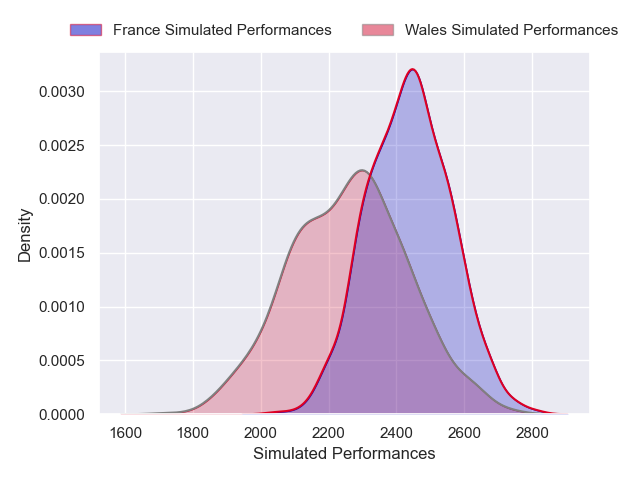 France Simulated Performances
Wales Simulated Performances
0.0030
0.0025
0.0020
0.0015
0.0010
0.0005
0.0000
Density
1600 1800 2000 2200 2400 2600 2800
Simulated Performances